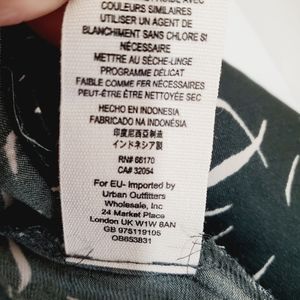 COULEURS SIMILAIRES
UTILISER UN AGENT DE
BLANCHIMENT SANS CHLORE SI
NÉCESSAIRE
METTRE AU SÈCHE-LINGE
PROGRAMME DÉLICAT
FAIBLE COMME FER NÉCESSAIRES
PEUT-ÊTRE ÊTRE NETTOYÉE SEC
HECHO EN INDONESIA
FABRICADO NA INDONÉSIA
印度尼西亚制造
インドネシア製
RN# 66170
CA# 32054
For EU- Imported by
Urban Outfitters
Wholesale, Inc
24 Market Place
London UK W1W 8AN
GB 975119105
OB653831